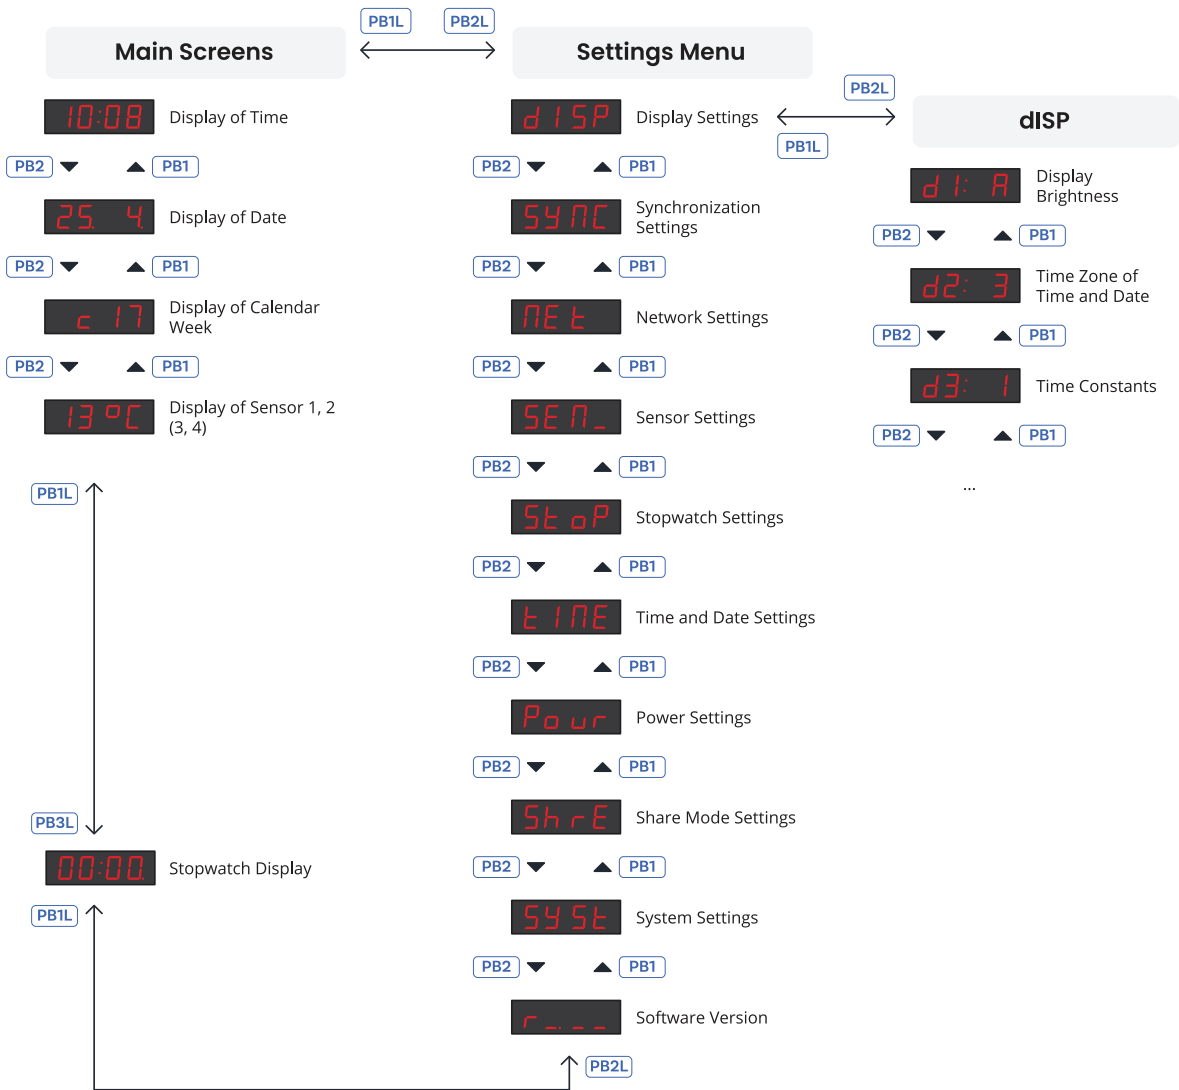 PB1L PB2L
Main Screens
Settings Menu
PB2L
PB1L
dISP
10:08 Display of Time
PB2 PB1
25. 4. Display of Date
PB2 PB1
c 17 Display of Calendar
Week
PB2 PB1
13 °C Display of Sensor 1, 2
(3, 4)
PB1L
PB3L
00:00. Stopwatch Display
PB1L
dISP Display Settings
PB2 PB1
SYNC Synchronization
Settings
PB2 PB1
NEt Network Settings
PB2 PB1
SEN_ Sensor Settings
PB2 PB1
StoP Stopwatch Settings
PB2 PB1
tIME Time and Date Settings
PB2 PB1
Pour Power Settings
PB2 PB1
ShrE Share Mode Settings
PB2 PB1
SYSt System Settings
PB2 PB1
r_._ _ Software Version
PB2L
d1: A Display
Brightness
PB2 PB1
d2: 3 Time Zone of
Time and Date
PB2 PB1
d3: 1 Time Constants
PB2 PB1
...